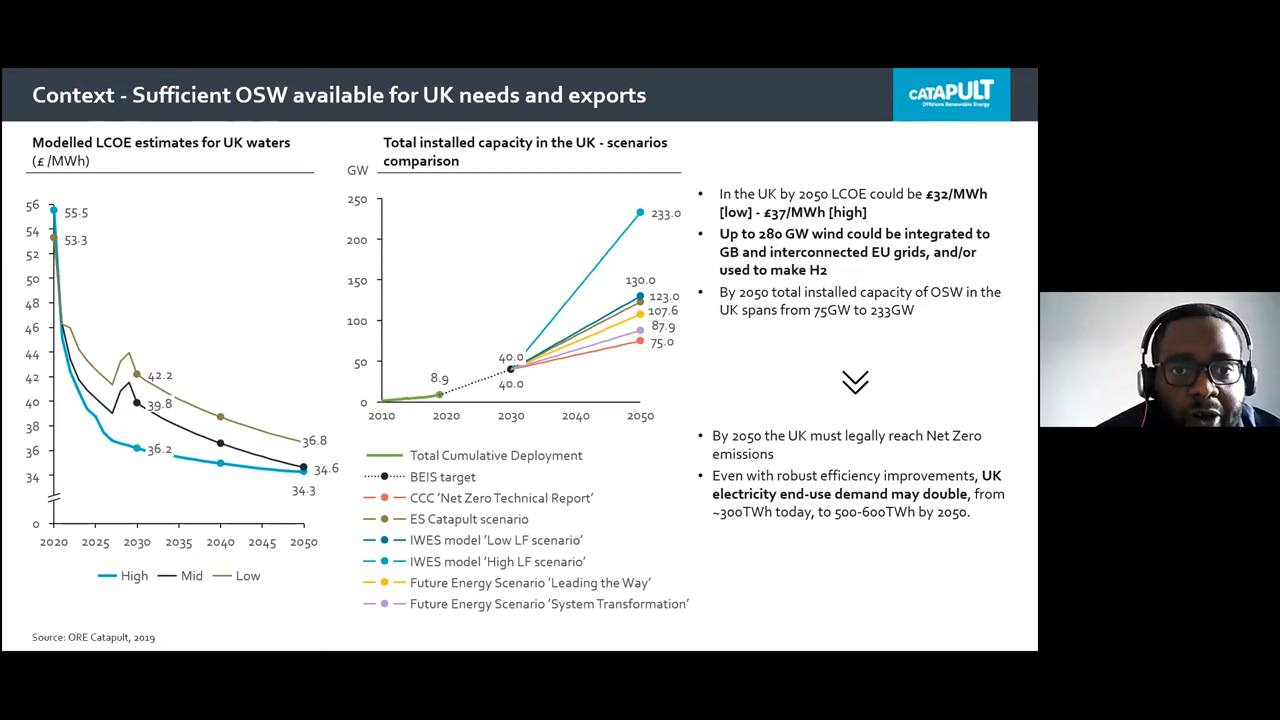 Context - Sufficient OSW available for UK needs and exports
CATAPULT
Offshore Renewable Energy
Modelled LCOE estimates for UK waters
(£ /MWh)
56
54
52
50
48
46
44
42
40
38
36
34
0
55.5
53.3
42.2
39.8
36.2
36.8
34.6
34.3
2020 2025 2030 2035 2040 2045 2050
High Mid Low
Total installed capacity in the UK - scenarios
comparison
GW
250
200
150
100
50
0
8.9
40.0
40.0
233.0
130.0
123.0
107.6
87.9
75.0
2010 2020 2030 2040 2050
Total Cumulative Deployment
BEIS target
CCC 'Net Zero Technical Report'
ES Catapult scenario
IWES model 'Low LF scenario'
IWES model 'High LF scenario'
Future Energy Scenario 'Leading the Way'
Future Energy Scenario 'System Transformation'
• In the UK by 2050 LCOE could be £32/MWh
[low] - £37/MWh [high]
• Up to 280 GW wind could be integrated to
GB and interconnected EU grids, and/or
used to make H2
• By 2050 total installed capacity of OSW in the
UK spans from 75GW to 233GW
• By 2050 the UK must legally reach Net Zero
emissions
• Even with robust efficiency improvements, UK
electricity end-use demand may double, from
~300TWh today, to 500-600TWh by 2050.
Source: ORE Catapult, 2019